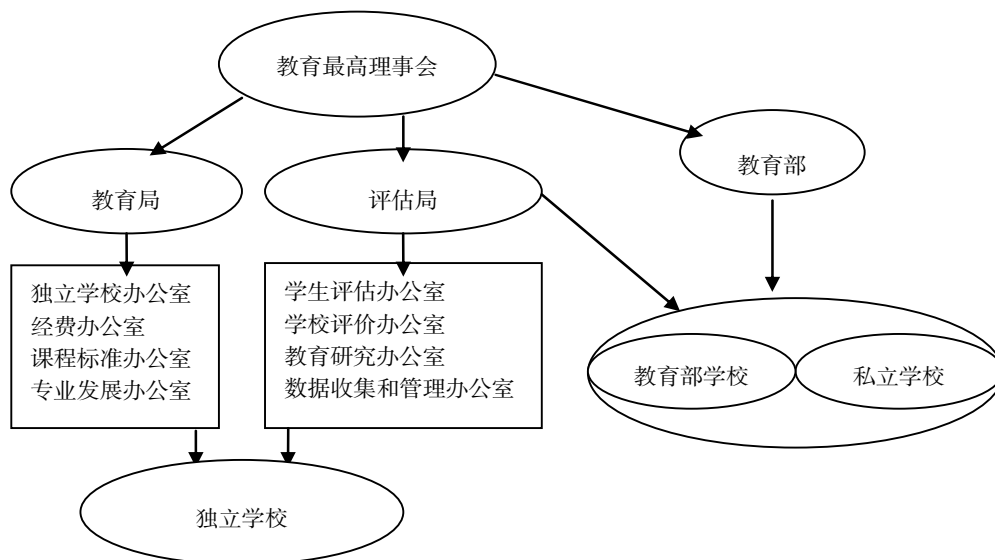 教育最高理事会
教育局
评估局
教育部
独立学校办公室
经费办公室
课程标准办公室
专业发展办公室
学生评估办公室
学校评价办公室
教育研究办公室
数据收集和管理办公室
教育部学校
私立学校
独立学校